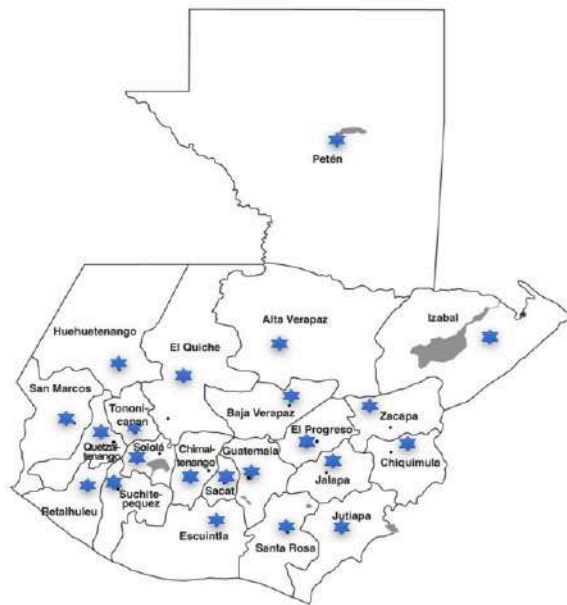 Petén
Izabal
Alta Verapaz
Huehuetenango
El Quiche
San Marcos
Tononi-
capan
Baja Verapaz
Zacapa
El Progreso
Quetzal-
tenango
Sololá
Chimal-
tenango
Guatemala
Chiquimula
Jalapa
Sacat
Retalhuleu
Suchite-
pequez
Jutiapa
Escuintla
Santa Rosa